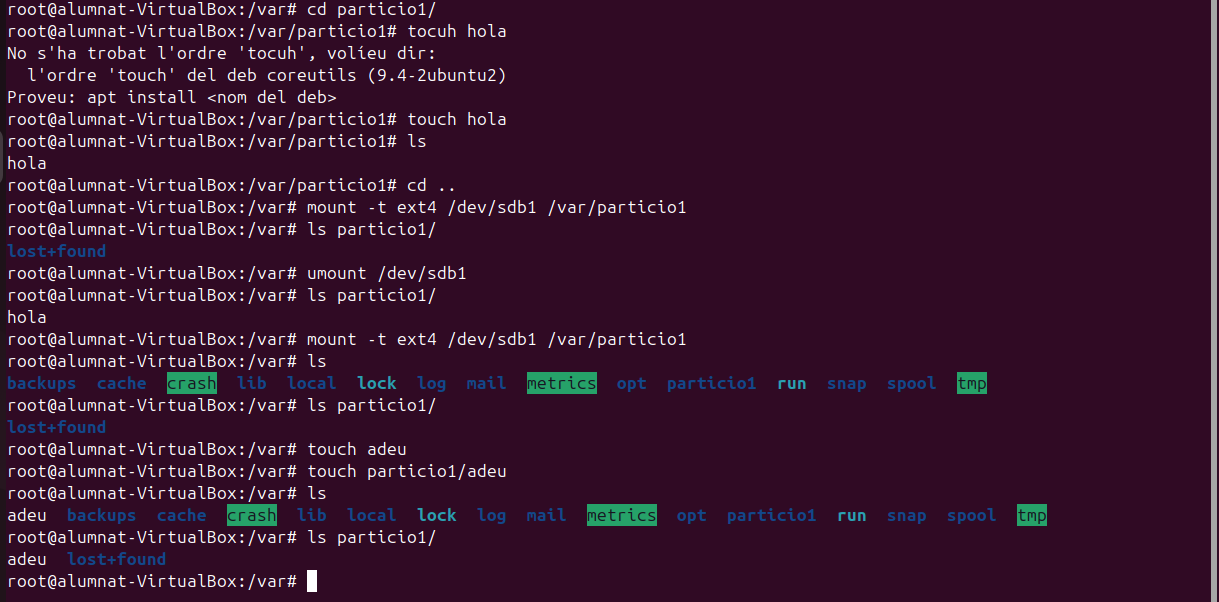 root@alumnat-VirtualBox:/var# cd particio1/
root@alumnat-VirtualBox:/var/particio1# tocuh hola
No s'ha trobat l'ordre 'tocuh', volíeu dir:
  l'ordre 'touch' del deb coreutils (9.4-2ubuntu2)
Proveu: apt install <nom del deb>
root@alumnat-VirtualBox:/var/particio1# touch hola
root@alumnat-VirtualBox:/var/particio1# ls
hola
root@alumnat-VirtualBox:/var/particio1# cd ..
root@alumnat-VirtualBox:/var# mount -t ext4 /dev/sdb1 /var/particio1
root@alumnat-VirtualBox:/var# ls particio1/
lost+found
root@alumnat-VirtualBox:/var# umount /dev/sdb1
root@alumnat-VirtualBox:/var# ls particio1/
hola
root@alumnat-VirtualBox:/var# mount -t ext4 /dev/sdb1 /var/particio1
root@alumnat-VirtualBox:/var# ls
backups  cache  crash  lib  local  lock  log  mail  metrics  opt  particio1  run  snap  spool  tmp
root@alumnat-VirtualBox:/var# ls particio1/
lost+found
root@alumnat-VirtualBox:/var# touch adeu
root@alumnat-VirtualBox:/var# touch particio1/adeu
root@alumnat-VirtualBox:/var# ls
adeu  backups  cache  crash  lib  local  lock  log  mail  metrics  opt  particio1  run  snap  spool  tmp
root@alumnat-VirtualBox:/var# ls particio1/
adeu  lost+found
root@alumnat-VirtualBox:/var#